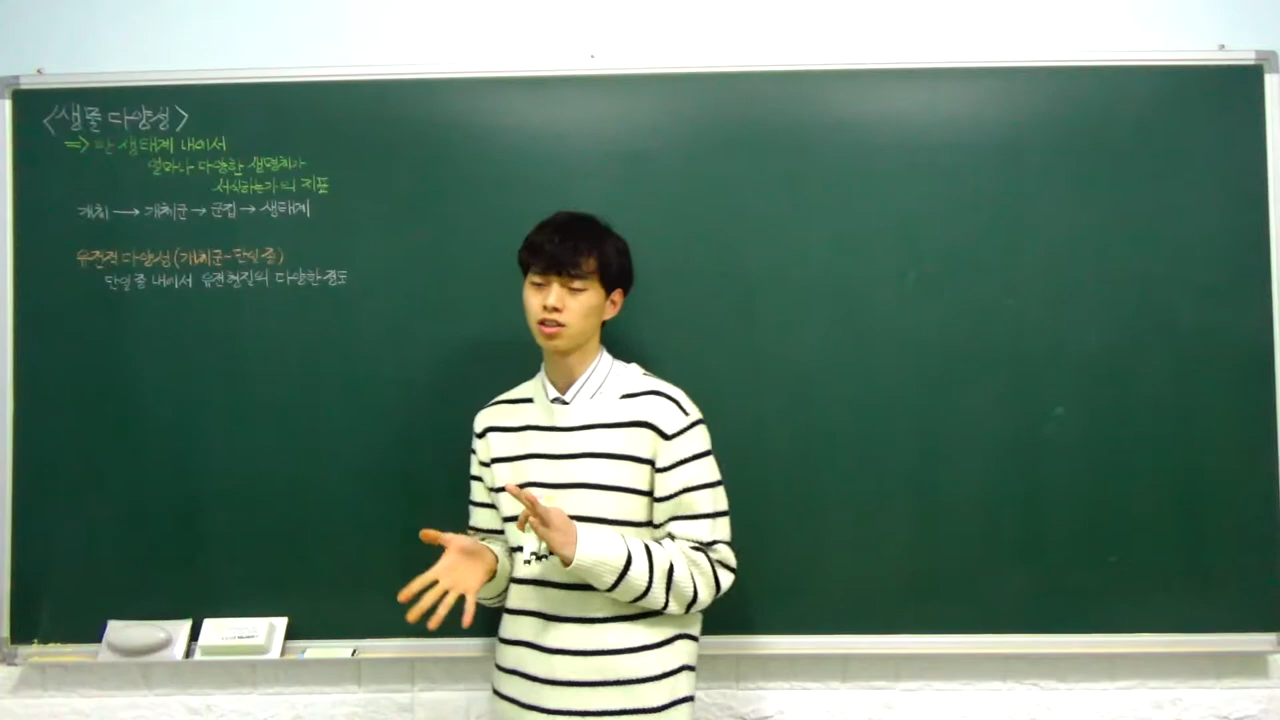 <생물 다양성>
=> 한 생태계 내에서
얼마나 다양한 생명체가
서식하는가의 지표
개체 → 개체군 → 군집 → 생태계
유전적 다양성 (개체군-단일종)
단일종 내에서 유전형질의 다양한 정도